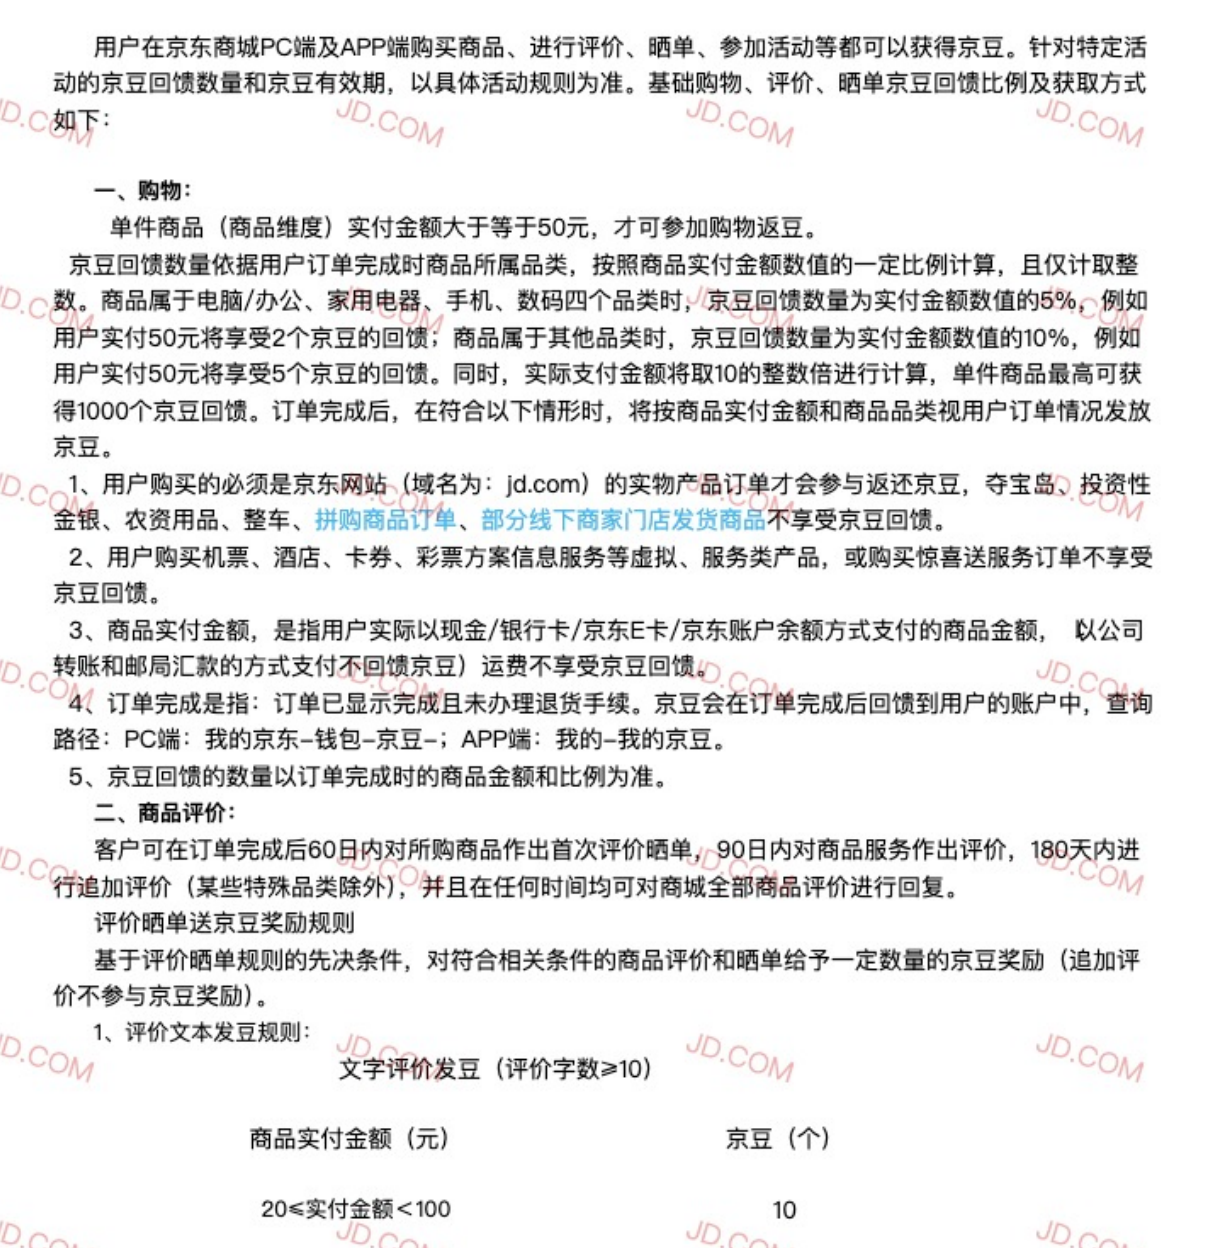 用户在京东商城PC端及APP端购买商品、进行评价、晒单、参加活动等都可以获得京豆。针对特定活
动的京豆回馈数量和京豆有效期，以具体活动规则为准。基础购物、评价、晒单京豆回馈比例及获取方式
如下：
JD.COM JD.COM JD.COM JD.COM
一、购物：
单件商品（商品维度）实付金额大于等于50元，才可参加购物返豆。
京豆回馈数量依据用户订单完成时商品所属品类，按照商品实付金额数值的一定比例计算，且仅计取整
数。商品属于电脑/办公、家用电器、手机、数码四个品类时，京豆回馈数量为实付金额数值的5%，例如
JD.COM JD.COM JD.COM JD.COM
用户实付50元将享受2个京豆的回馈；商品属于其他品类时，京豆回馈数量为实付金额数值的10%，例如
用户实付50元将享受5个京豆的回馈。同时，实际支付金额将取10的整数倍进行计算，单件商品最高可获
得1000个京豆回馈。订单完成后，在符合以下情形时，将按商品实付金额和商品品类视用户订单情况发放
京豆。
1、用户购买的必须是京东网站（域名为：jd.com）的实物产品订单才会参与返还京豆，夺宝岛、投资性
JD.COM JD.COM JD.COM JD.COM
金银、农资用品、整车、拼购商品订单、部分线下商家门店发货商品不享受京豆回馈。
2、用户购买机票、酒店、卡券、彩票方案信息服务等虚拟、服务类产品，或购买惊喜送服务订单不享受
京豆回馈。
3、商品实付金额，是指用户实际以现金/银行卡/京东E卡/京东账户余额方式支付的商品金额， 以公司
转账和邮局汇款的方式支付不回馈京豆）运费不享受京豆回馈。
JD.COM JD.COM JD.COM JD.COM
4、订单完成是指：订单已显示完成且未办理退货手续。京豆会在订单完成后回馈到用户的账户中，查询
路径：PC端：我的京东–钱包–京豆–；APP端：我的–我的京豆。
5、京豆回馈的数量以订单完成时的商品金额和比例为准。
二、商品评价：
客户可在订单完成后60日内对所购商品作出首次评价晒单，90日内对商品服务作出评价，180天内进
JD.COM JD.COM JD.COM JD.COM
行追加评价（某些特殊品类除外），并且在任何时间均可对商城全部商品评价进行回复。
评价晒单送京豆奖励规则
基于评价晒单规则的先决条件，对符合相关条件的商品评价和晒单给予一定数量的京豆奖励（追加评
价不参与京豆奖励）。
1、评价文本发豆规则：
JD.COM JD.COM JD.COM JD.COM
文字评价发豆（评价字数≥10）
商品实付金额（元） 京豆（个）
20≤实付金额＜100 10
JD.COM JD.COM JD.COM JD.COM